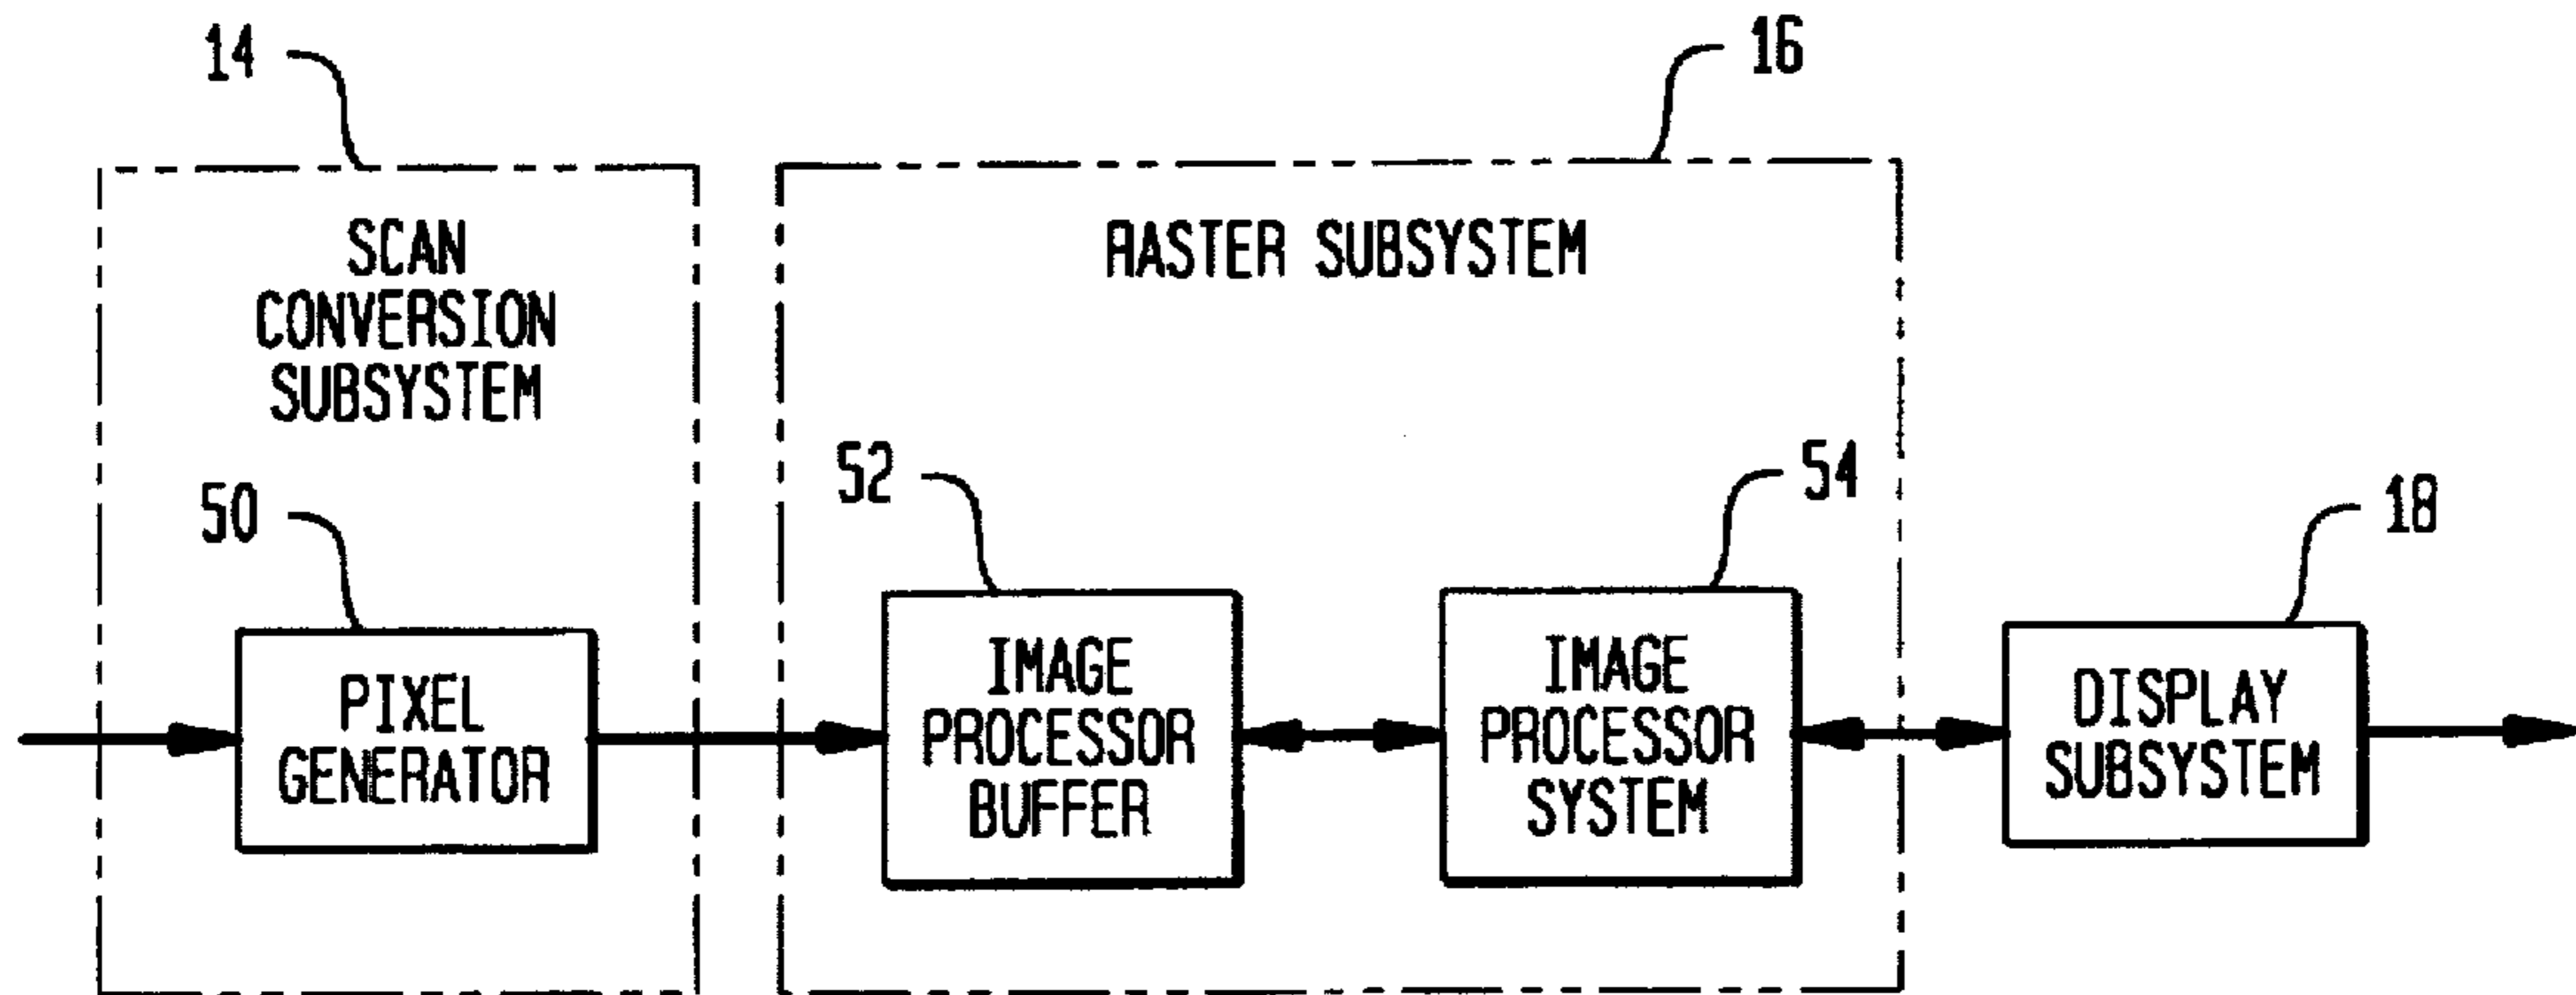 14
16
SCAN
CONVERSION
SUBSYSTEM
RASTER SUBSYSTEM
50
52
54
18
PIXEL
GENERATOR
IMAGE
PROCESSOR
BUFFER
IMAGE
PROCESSOR
SYSTEM
DISPLAY
SUBSYSTEM